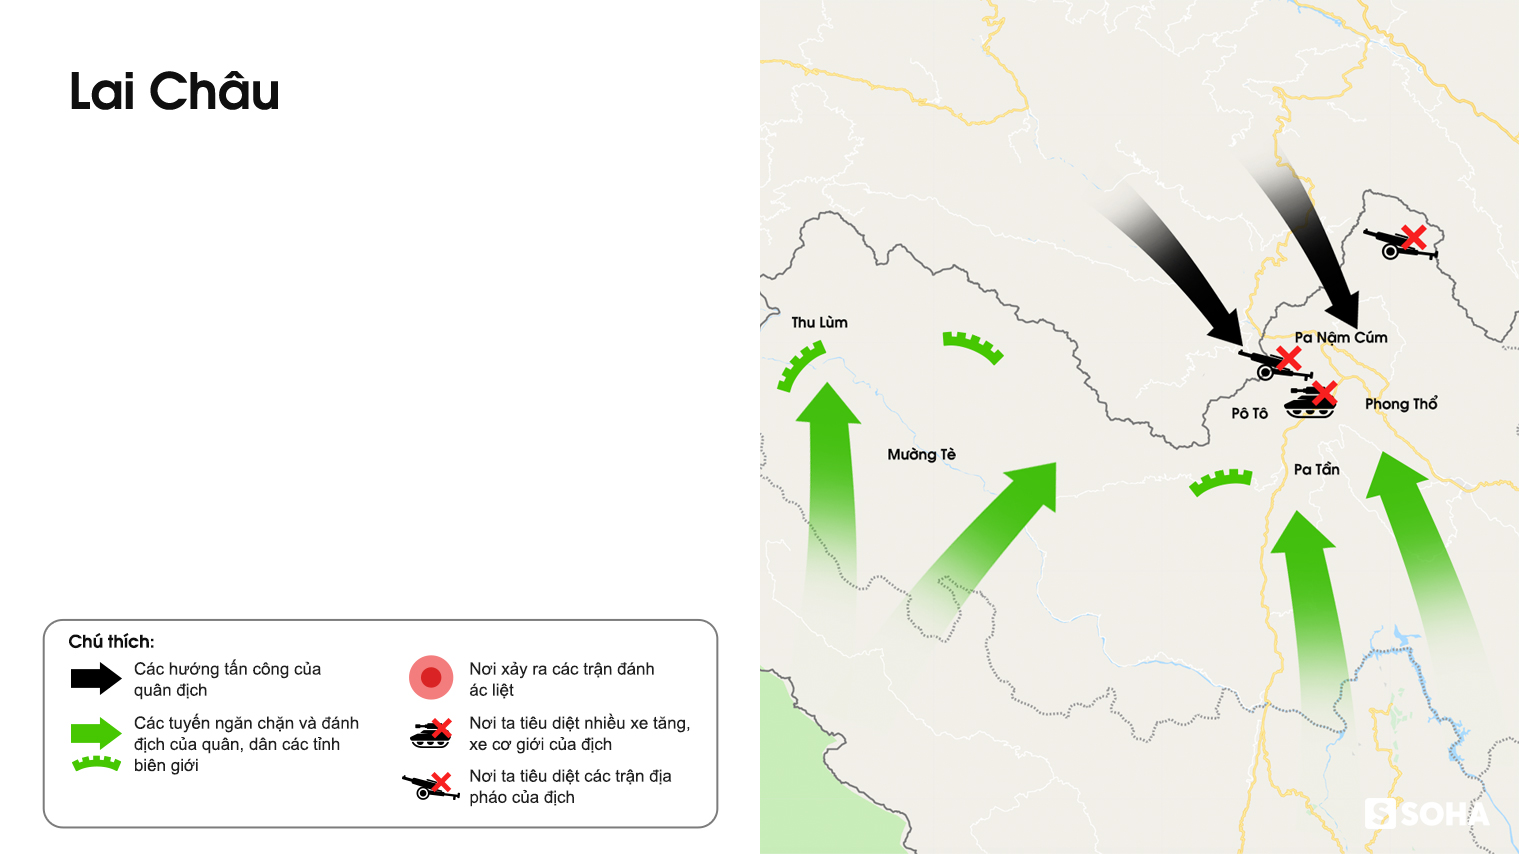 Lai Châu
Thu Lùm
Pa Nậm Cúm
Pô Tô
Phong Thổ
Mường Tè
Pa Tần
Chú thích:
Các hướng tấn công của
quân địch
Các tuyến ngăn chặn và đánh
địch của quân, dân các tỉnh
biên giới
Nơi xảy ra các trận đánh
ác liệt
Nơi ta tiêu diệt nhiều xe tăng,
xe cơ giới của địch
Nơi ta tiêu diệt các trận địa
pháo của địch
SOHA